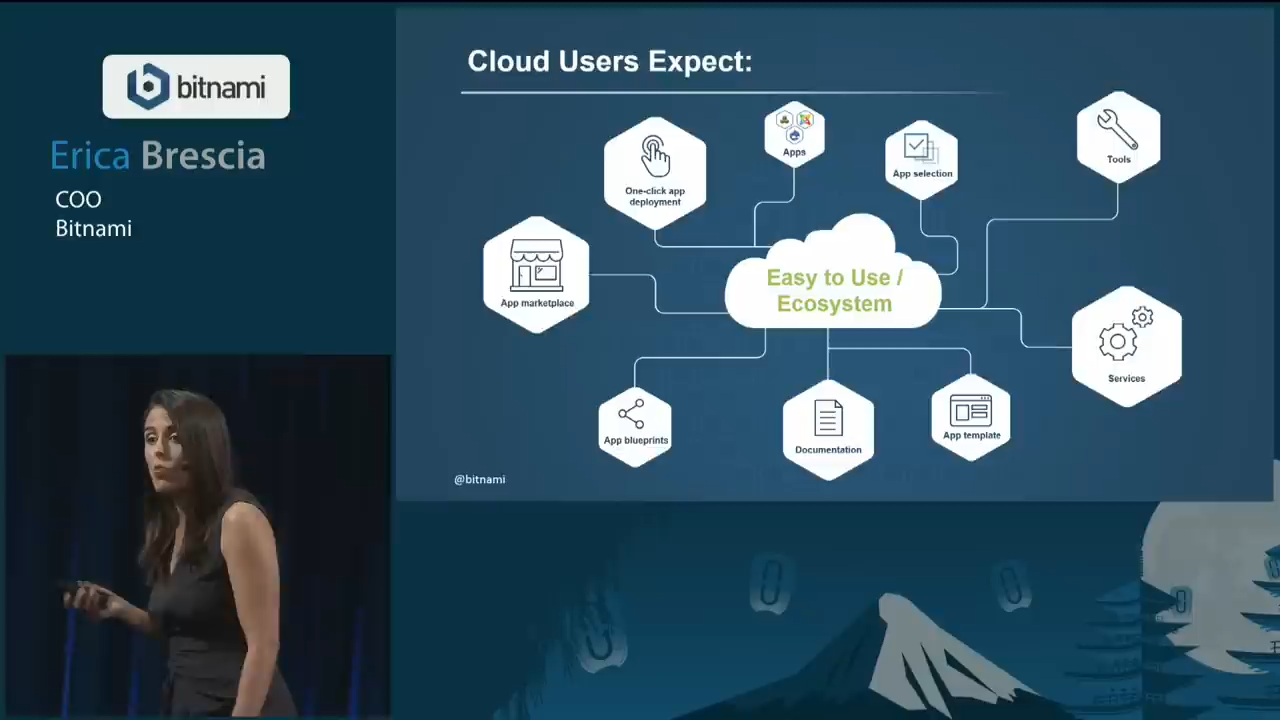 bitnami
Erica Brescia
COO
Bitnami
Cloud Users Expect:
One-click app
deployment
Apps
App selection
Tools
App marketplace
Easy to Use /
Ecosystem
Services
App blueprints
Documentation
App template
@bitnami